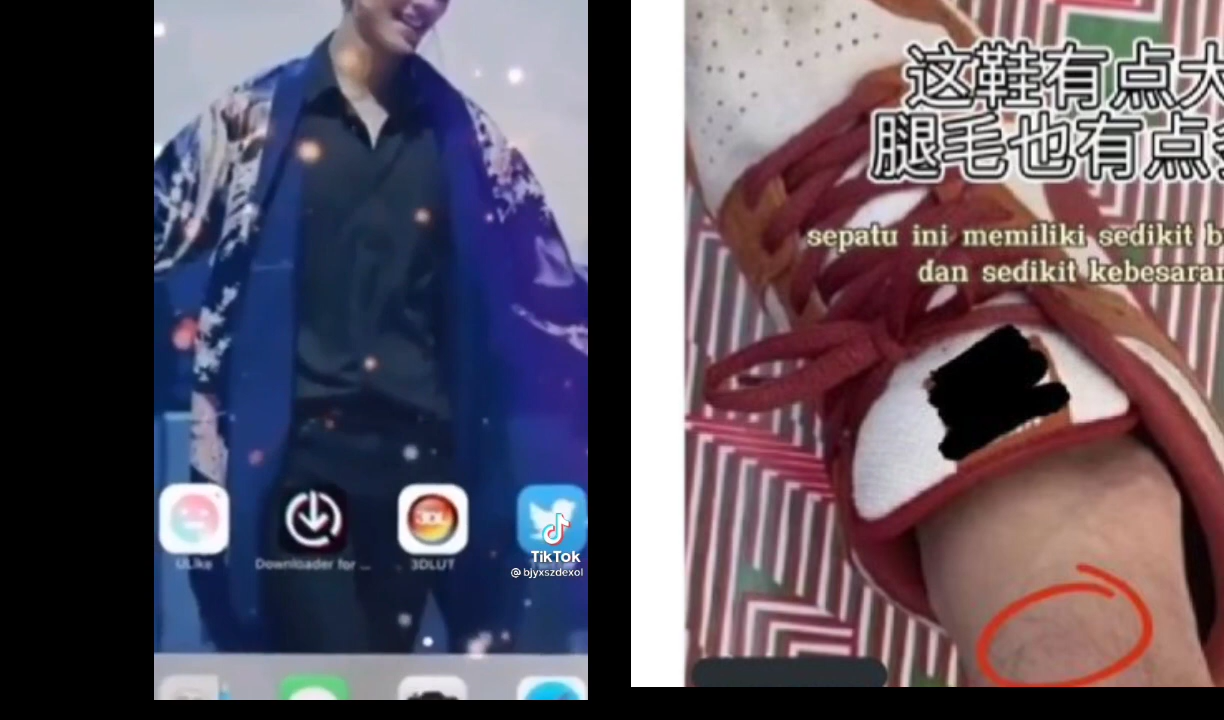 这鞋有点大
腿毛也有点
sepatu ini memiliki sedikit
dan sedikit kebesaran
ULike
Downloader for ...
3DLUT
TikTok
@bjyxszdexol